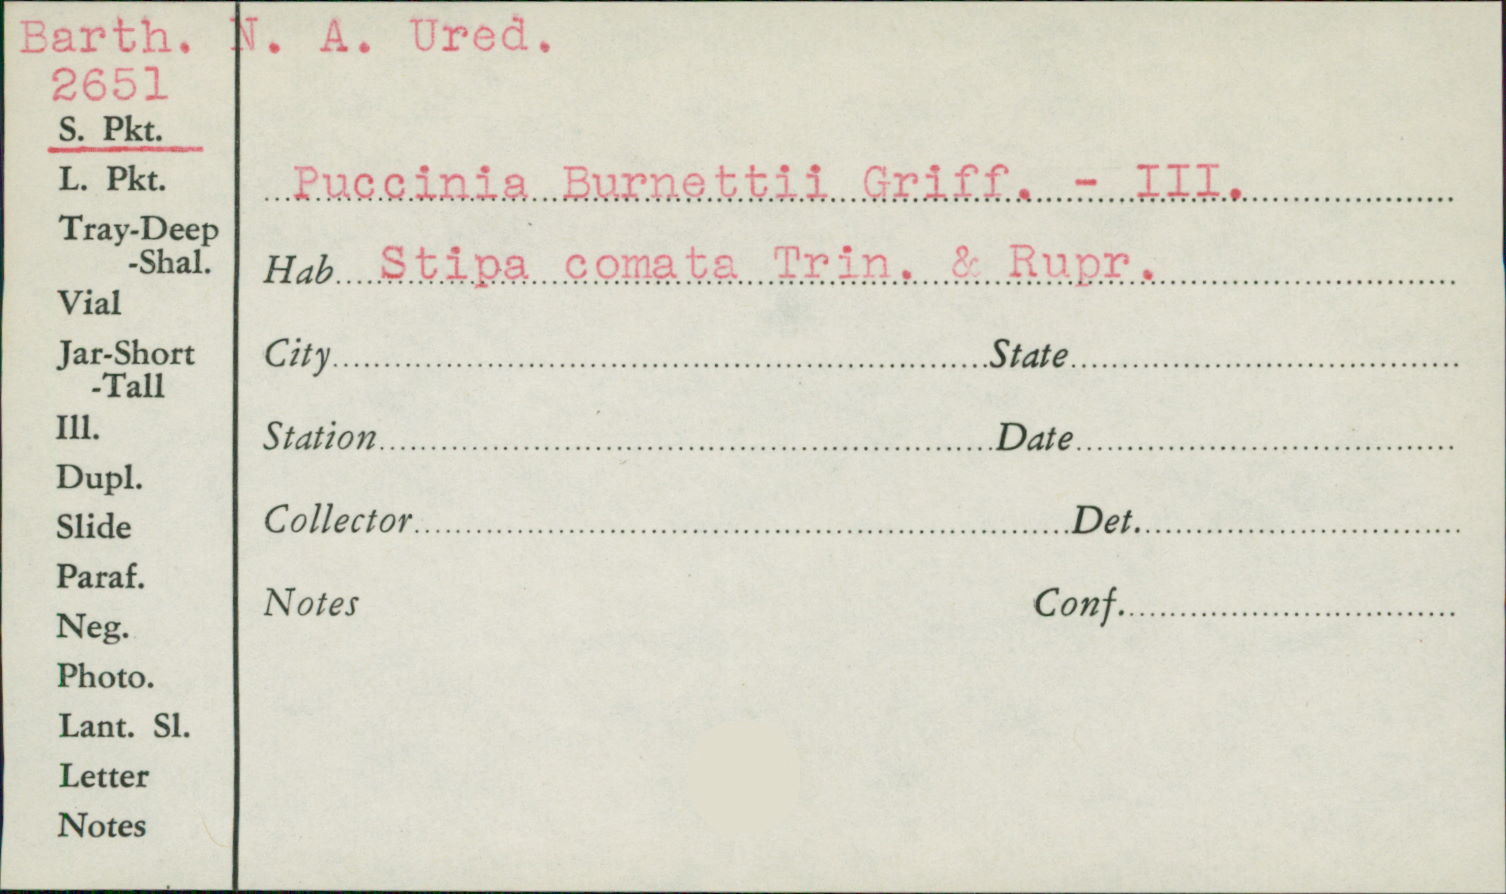 Barth. N. A. Ured.
2651
S. Pkt.
L. Pkt.
Tray-Deep
-Shal.
Vial
Jar-Short
-Tall
Ill.
Dupl.
Slide
Paraf.
Neg.
Photo.
Lant. Sl.
Letter
Notes
Puccinia Burnettii Griff. - III.
Hab Stipa comata Trin. & Rupr.
City State
Station Date
Collector Det.
Notes Conf.